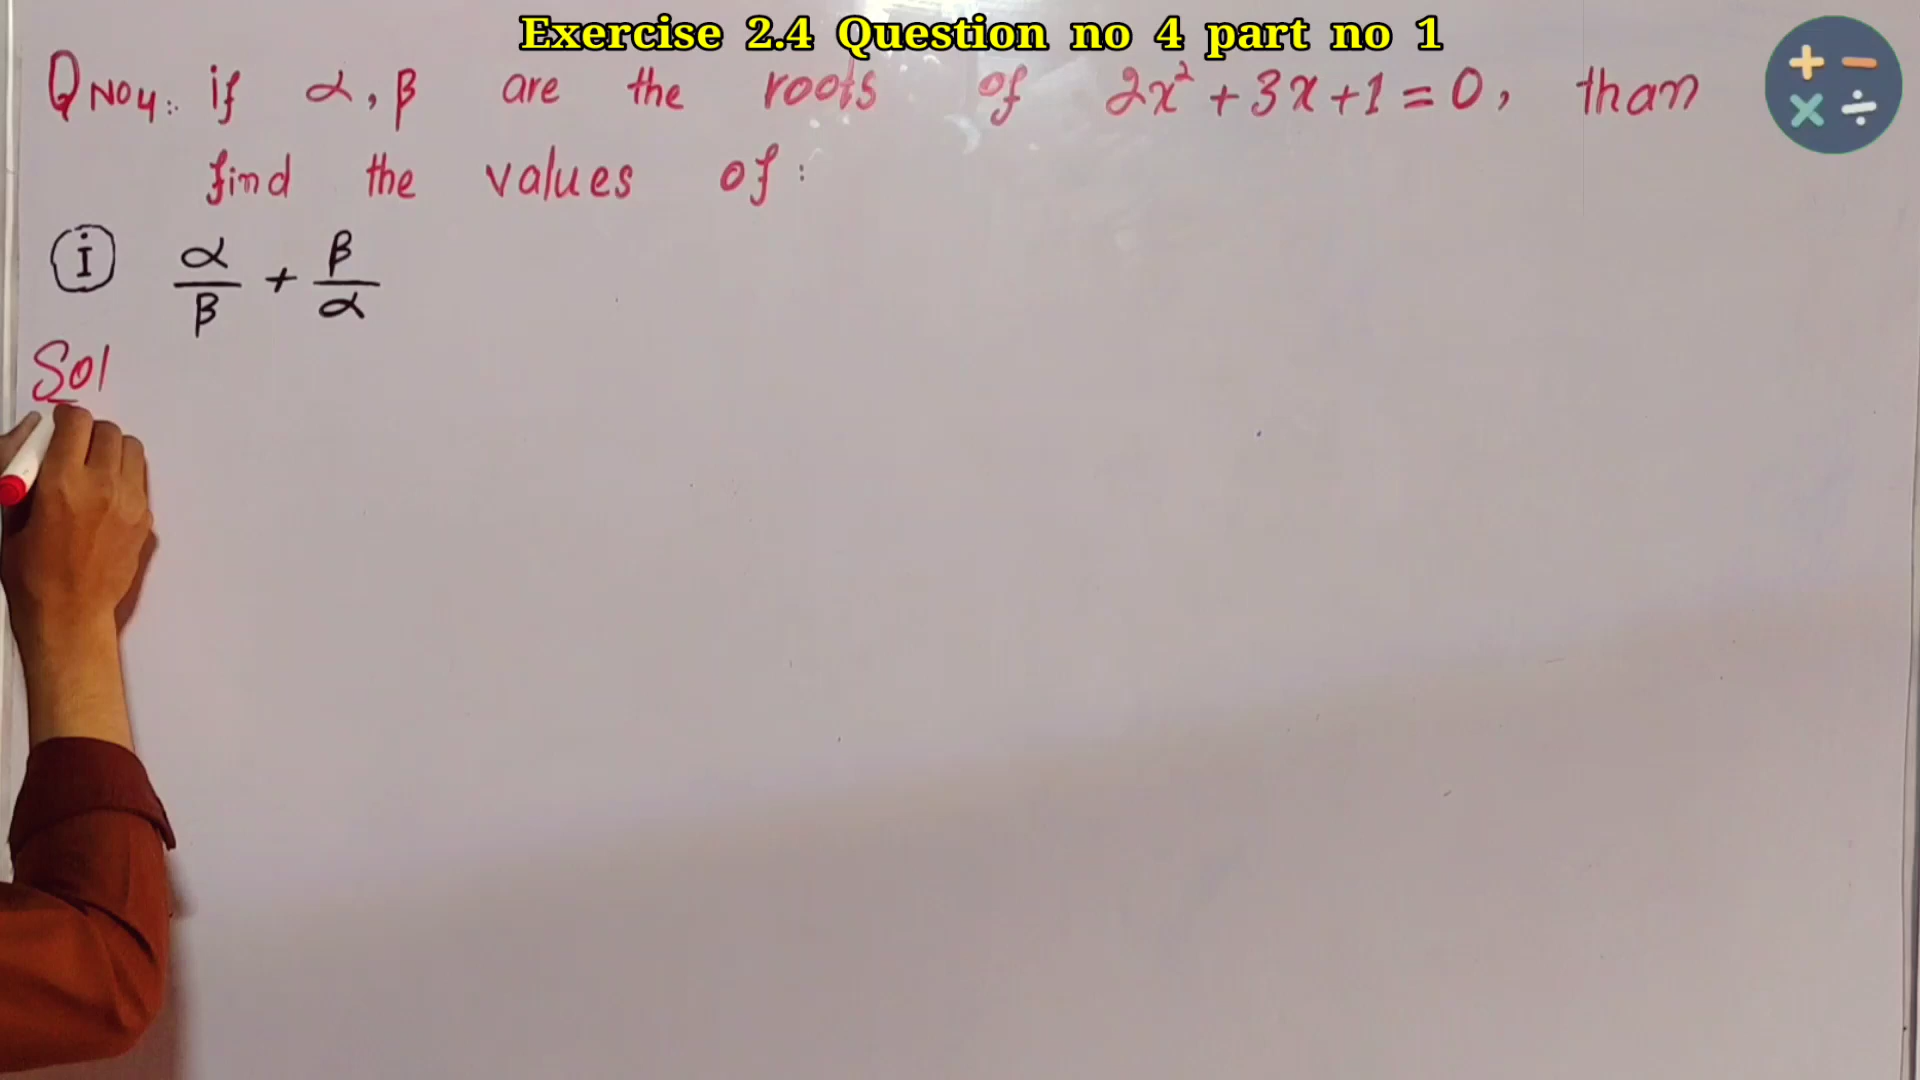 Exercise 2.4 Question no 4 part no 1
Q No4: if α, β are the roots of 2x² + 3x + 1 = 0, than
find the values of:
(i) α/β + β/α
Sol